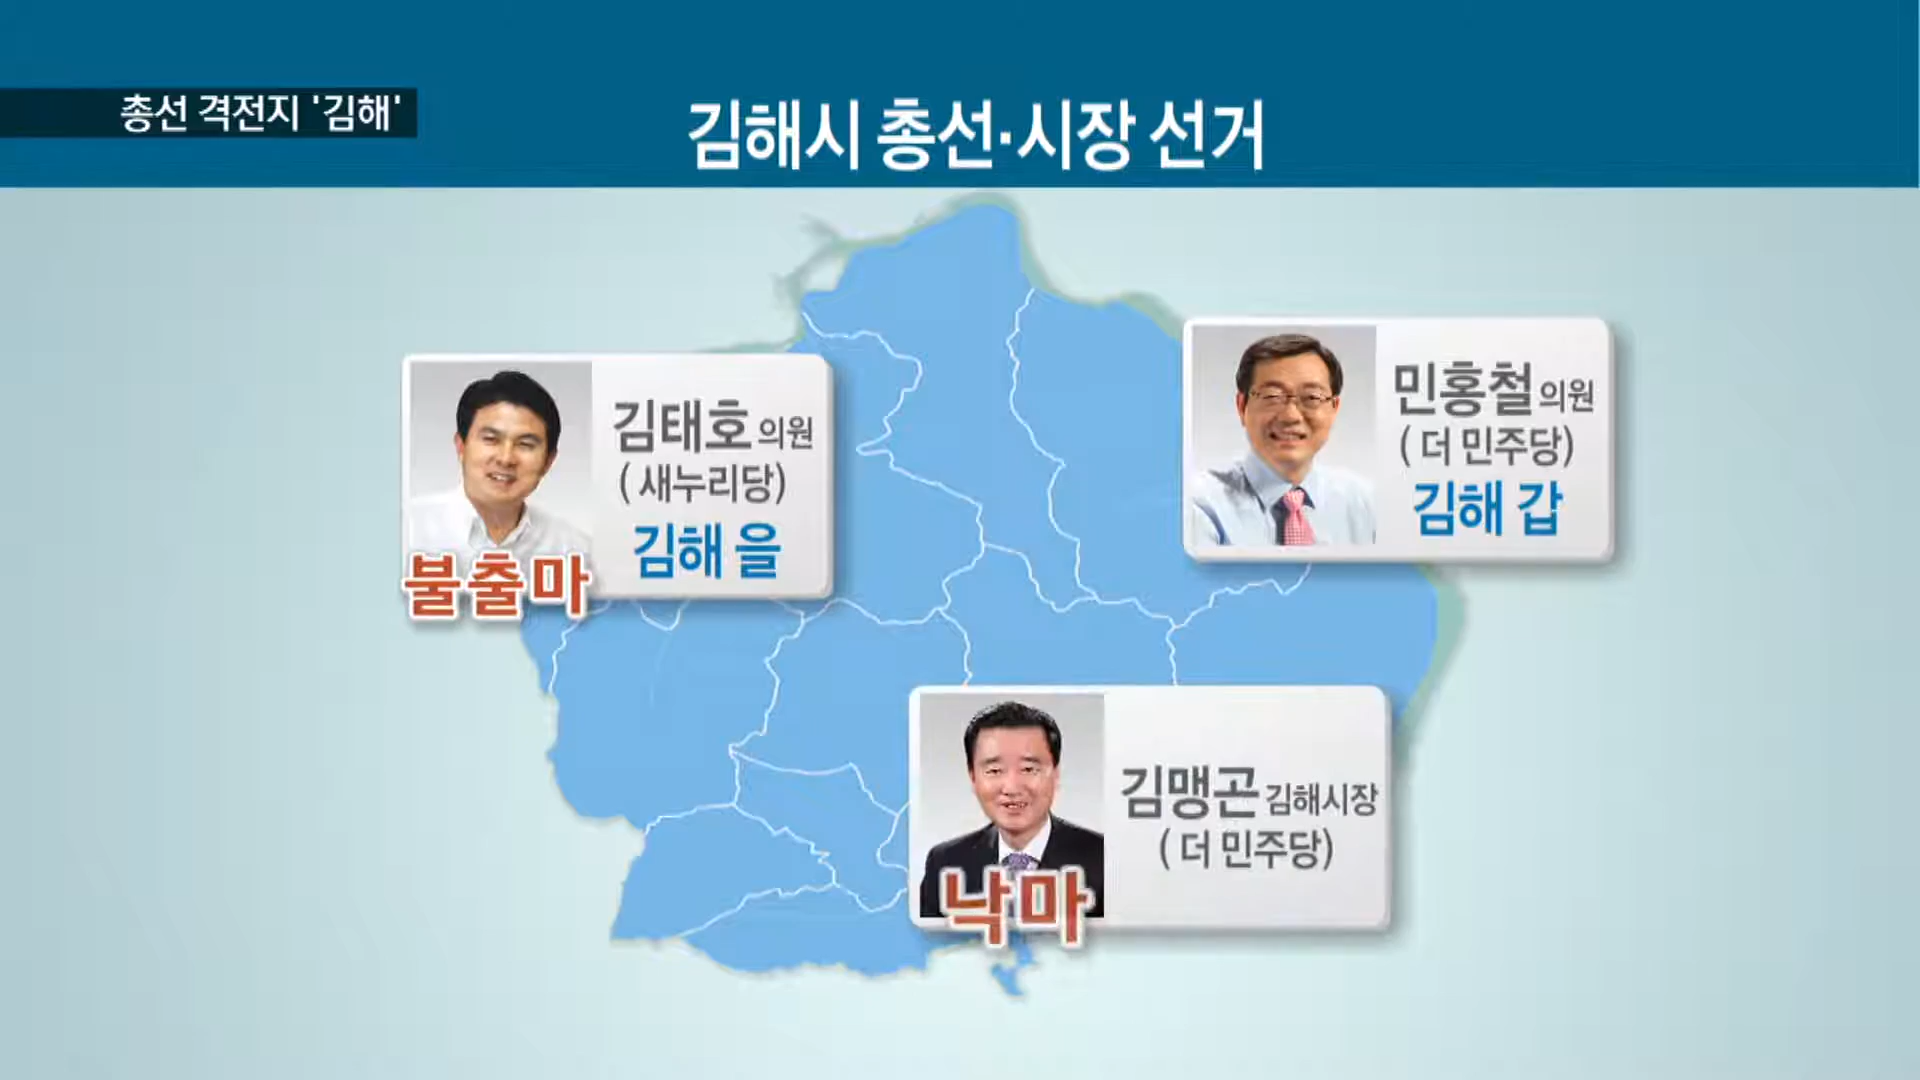 총선 격전지 '김해'
김해시 총선·시장 선거
김태호 의원
( 새누리당)
김해 을
불출마
민홍철 의원
( 더 민주당)
김해 갑
김맹곤 김해시장
( 더 민주당)
낙마